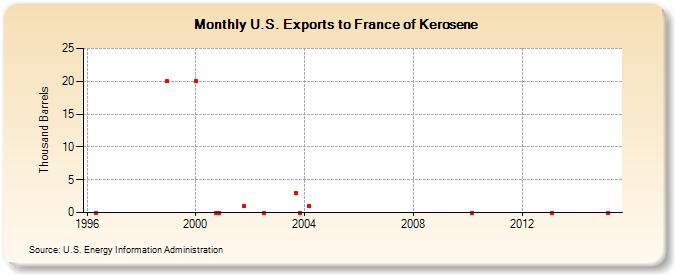 Monthly U.S. Exports to France of Kerosene
Thousand Barrels
25
20
15
10
5
0
1996 2000 2004 2008 2012
Source: U.S. Energy Information Administration